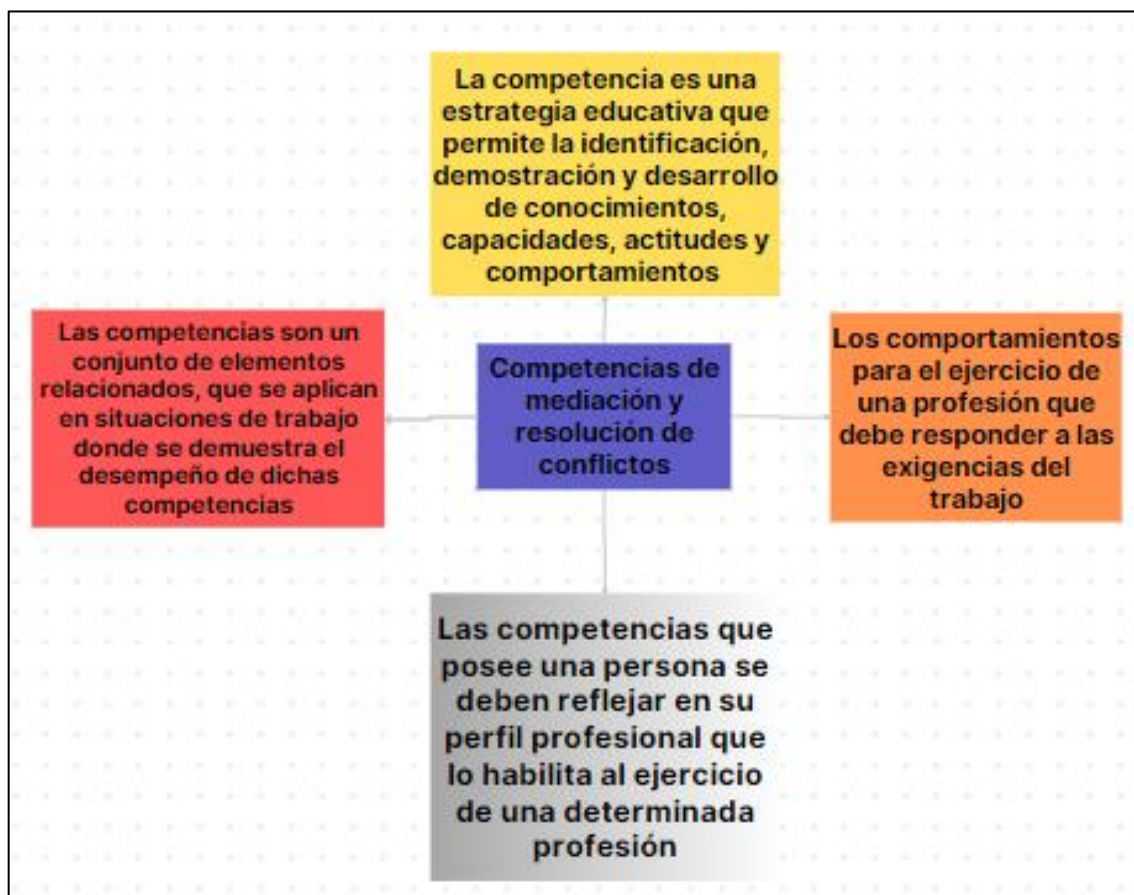 La competencia es una
estrategia educativa que
permite la identificación,
demostración y desarrollo
de conocimientos,
capacidades, actitudes y
comportamientos
Las competencias son un
conjunto de elementos
relacionados, que se aplican
en situaciones de trabajo
donde se demuestra el
desempeño de dichas
competencias
Competencias de
mediación y
resolución de
conflictos
Los comportamientos
para el ejercicio de
una profesión que
debe responder a las
exigencias del
trabajo
Las competencias que
posee una persona se
deben reflejar en su
perfil profesional que
lo habilita al ejercicio
de una determinada
profesión